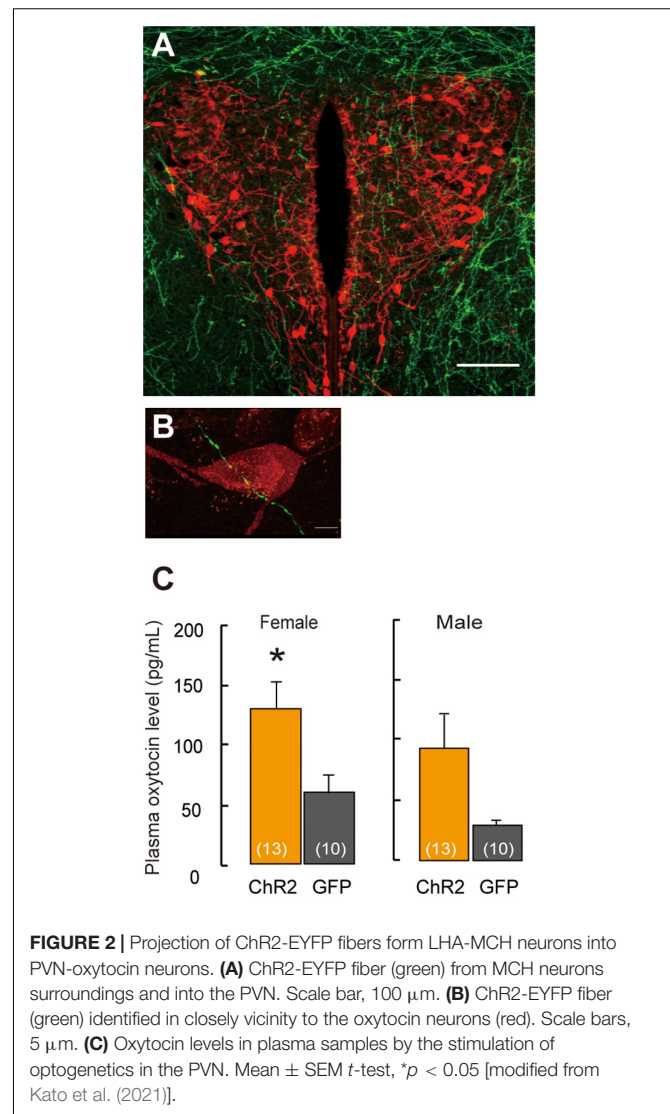 A
B
C
Plasma oxytocin level (pg/mL)
200
150
100
50
0
Female
*
(13)
(10)
ChR2
GFP
Male
(13)
(10)
ChR2
GFP
FIGURE 2 | Projection of ChR2-EYFP fibers form LHA-MCH neurons into
PVN-oxytocin neurons. (A) ChR2-EYFP fiber (green) from MCH neurons
surroundings and into the PVN. Scale bar, 100 μm. (B) ChR2-EYFP fiber
(green) identified in closely vicinity to the oxytocin neurons (red). Scale bars,
5 μm. (C) Oxytocin levels in plasma samples by the stimulation of
optogenetics in the PVN. Mean ± SEM t-test, *p < 0.05 [modified from
Kato et al. (2021)].